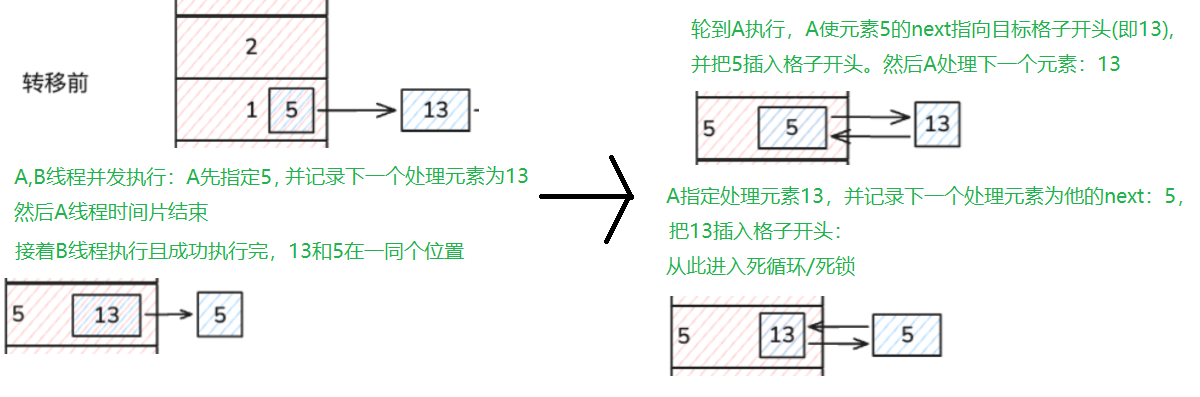 2
转移前
1 5 13
A,B线程并发执行：A先指定5，并记录下一个处理元素为13
然后A线程时间片结束
接着B线程执行且成功执行完，13和5在一同个位置
5 13 5
轮到A执行，A使元素5的next指向目标格子开头(即13),
并把5插入格子开头。然后A处理下一个元素：13
5 5 13
A指定处理元素13，并记录下一个处理元素为他的next：5，
把13插入格子开头：
从此进入死循环/死锁
5 13 5